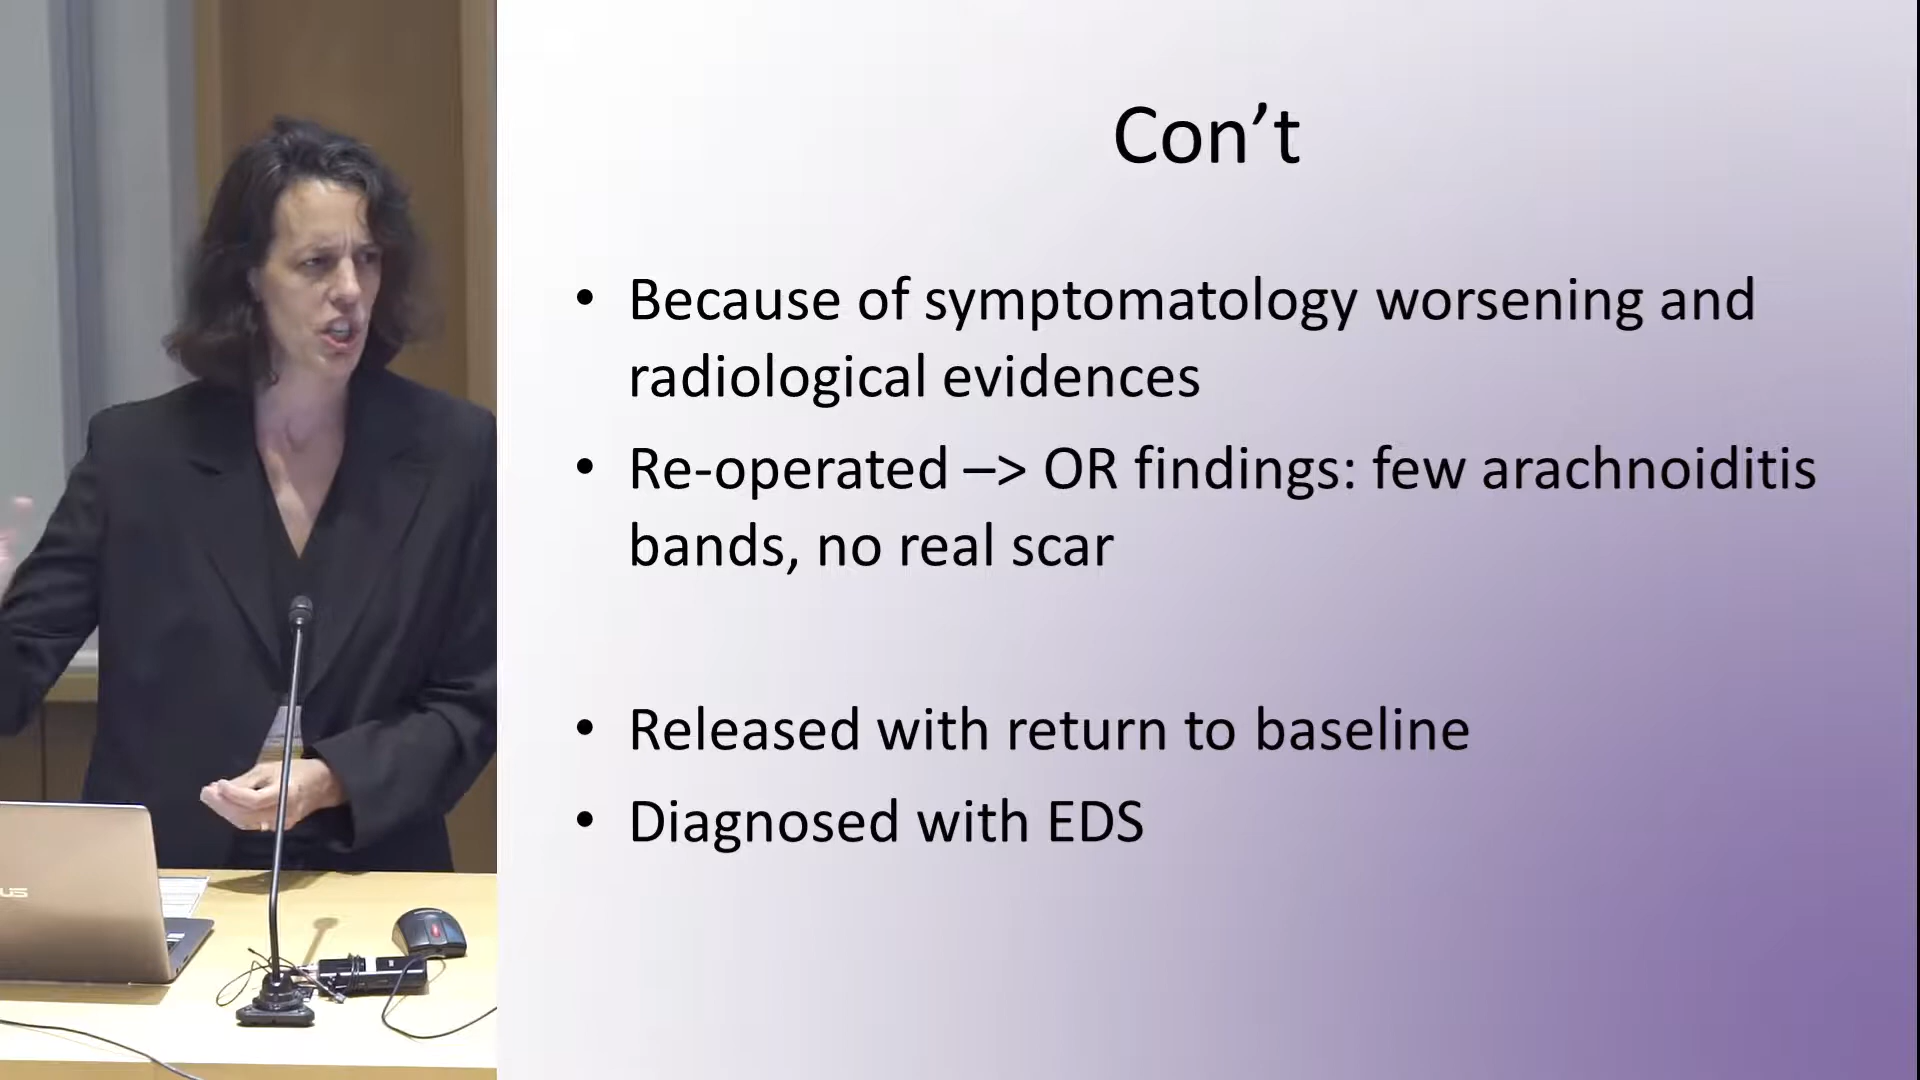 Con’t
• Because of symptomatology worsening and
radiological evidences
• Re-operated –> OR findings: few arachnoiditis
bands, no real scar
• Released with return to baseline
• Diagnosed with EDS